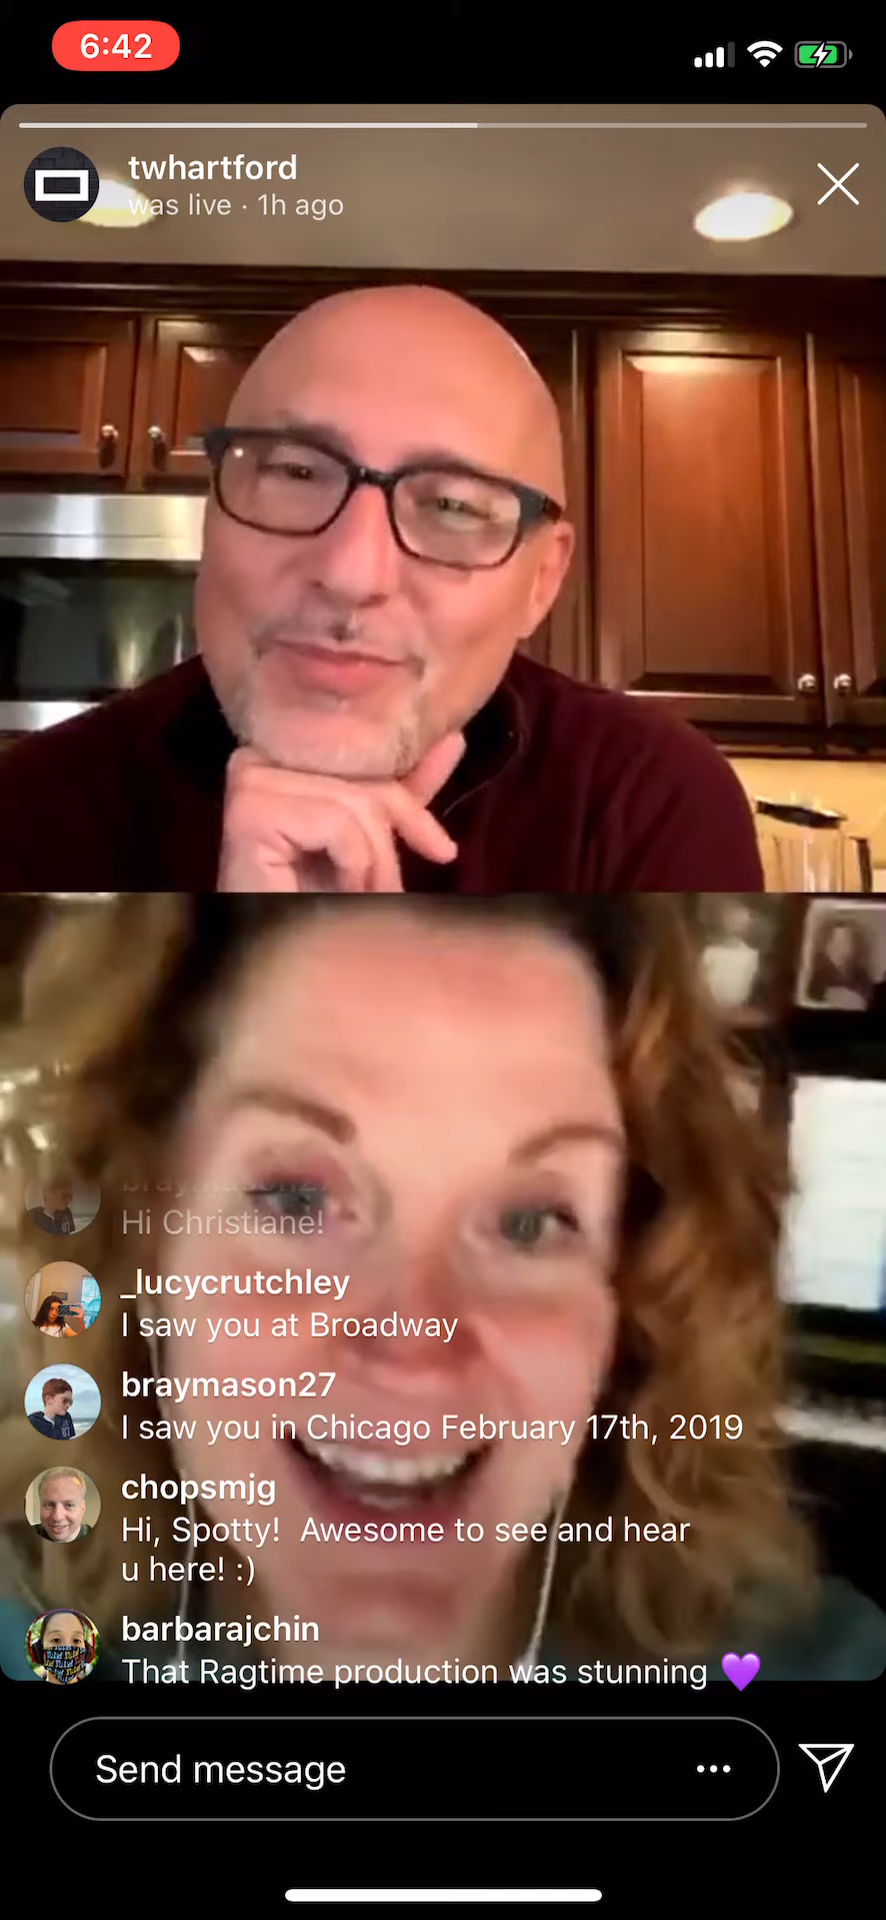 6:42
twhartford
was live · 1h ago
Hi Christiane!
_lucycrutchley
I saw you at Broadway
braymason27
I saw you in Chicago February 17th, 2019
chopsmjg
Hi, Spotty!  Awesome to see and hear
u here! :)
barbarajchin
That Ragtime production was stunning 💜
Send message